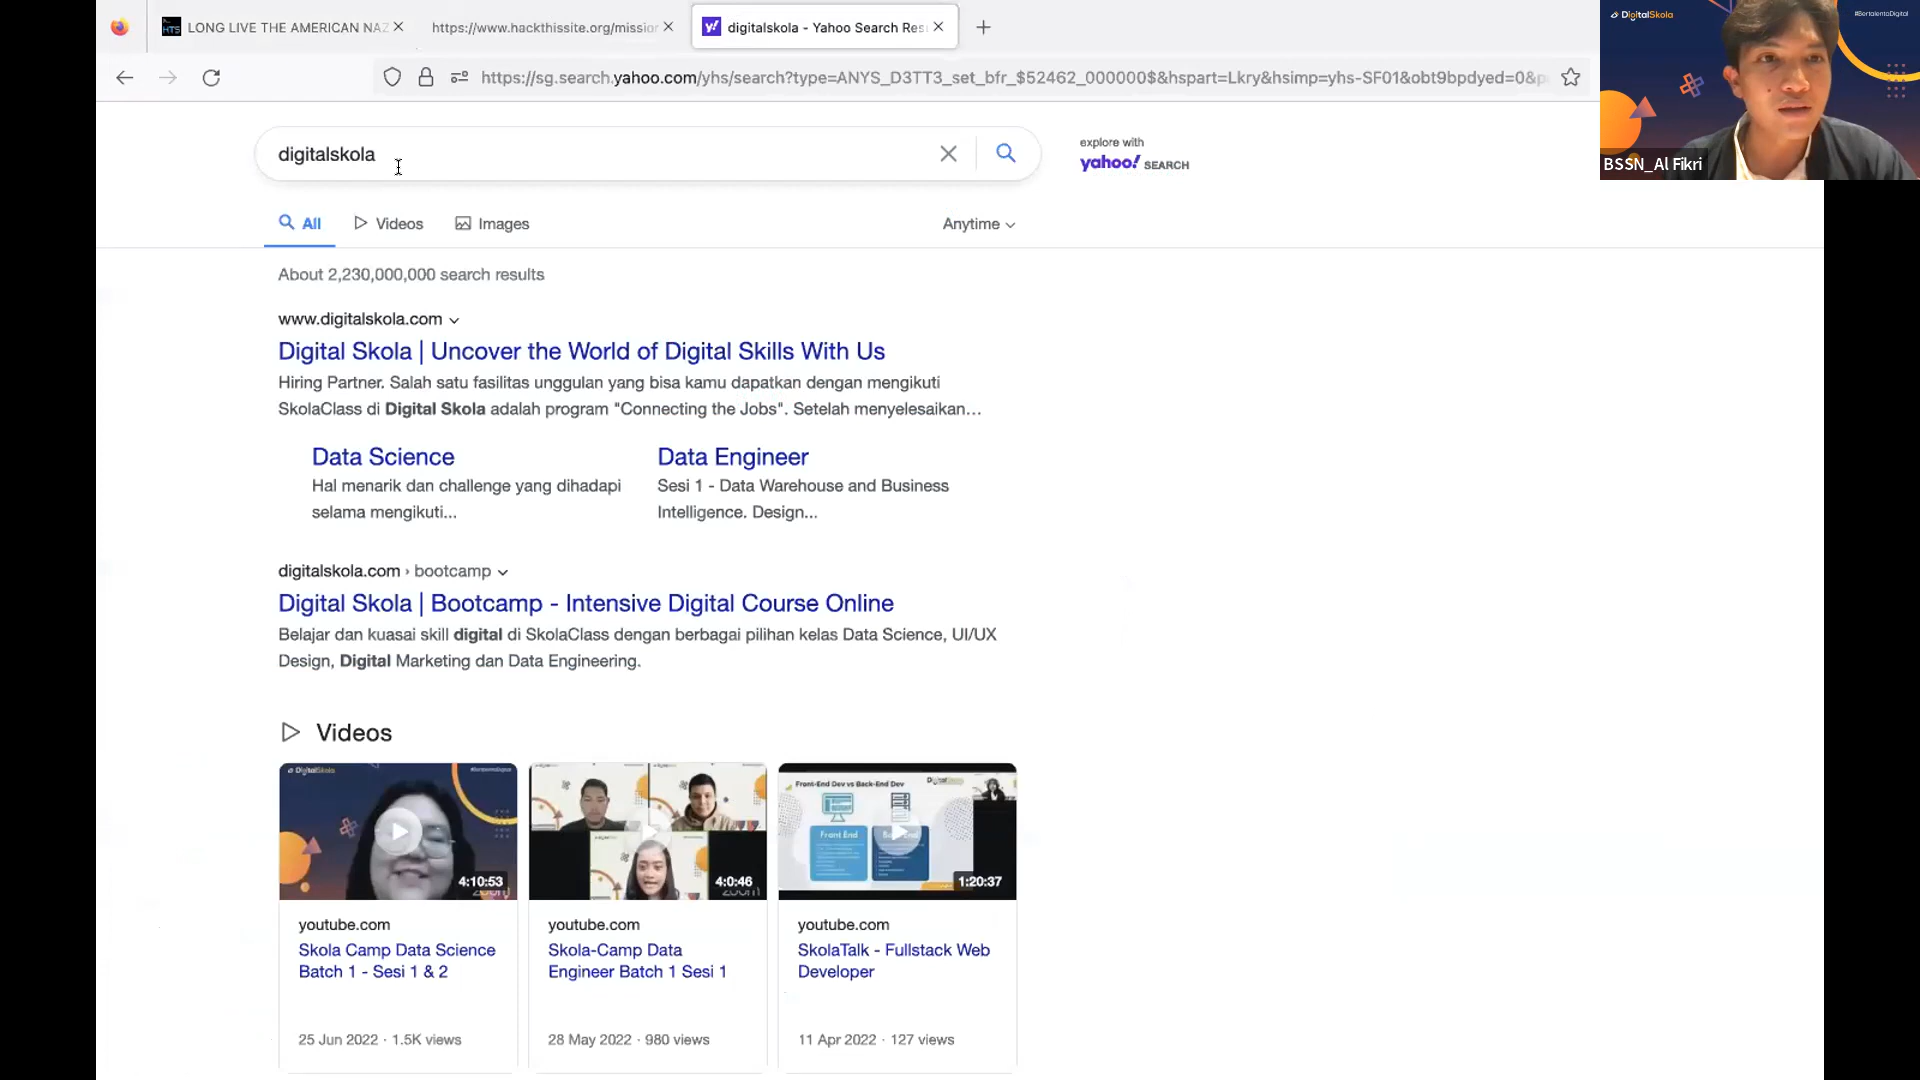 LONG LIVE THE AMERICAN NAZ
https://www.hackthissite.org/mission
digitalskola - Yahoo Search Res
https://sg.search.yahoo.com/yhs/search?type=ANYS_D3TT3_set_bfr_$52462_000000$&hspart=Lkry&hsimp=yhs-SF01&obt9bpdyed=0&p
DigitalSkola
#BertalentaDigital
BSSN_Al Fikri
digitalskola
explore with
yahoo! SEARCH
All
Videos
Images
Anytime
About 2,230,000,000 search results
www.digitalskola.com
Digital Skola | Uncover the World of Digital Skills With Us
Hiring Partner. Salah satu fasilitas unggulan yang bisa kamu dapatkan dengan mengikuti
SkolaClass di Digital Skola adalah program "Connecting the Jobs". Setelah menyelesaikan...
Data Science
Hal menarik dan challenge yang dihadapi
selama mengikuti...
Data Engineer
Sesi 1 - Data Warehouse and Business
Intelligence. Design...
digitalskola.com › bootcamp
Digital Skola | Bootcamp - Intensive Digital Course Online
Belajar dan kuasai skill digital di SkolaClass dengan berbagai pilihan kelas Data Science, UI/UX
Design, Digital Marketing dan Data Engineering.
Videos
DigitalSkola
4:10:53
zoom
youtube.com
Skola Camp Data Science
Batch 1 - Sesi 1 & 2
25 Jun 2022 · 1.5K views
4:0:46
zoom
youtube.com
Skola-Camp Data
Engineer Batch 1 Sesi 1
28 May 2022 · 980 views
Front-End Dev vs Back-End Dev
DigitalSkola
Front End
1:20:37
youtube.com
SkolaTalk - Fullstack Web
Developer
11 Apr 2022 · 127 views